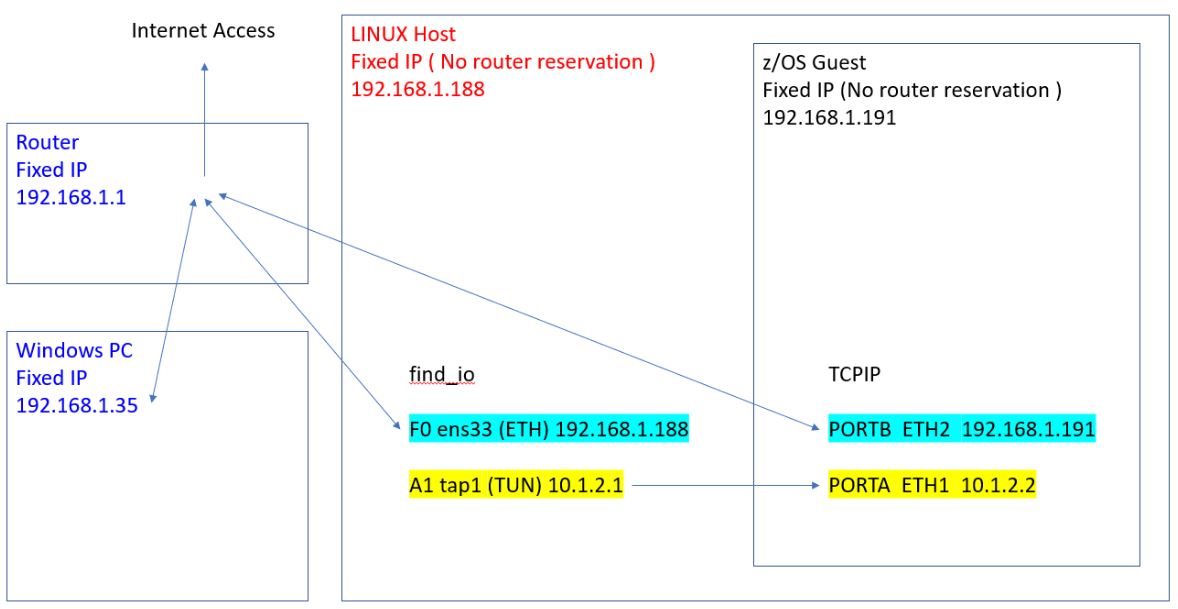 Internet Access
LINUX Host
Fixed IP ( No router reservation )
192.168.1.188
z/OS Guest
Fixed IP (No router reservation )
192.168.1.191
Router
Fixed IP
192.168.1.1
Windows PC
Fixed IP
192.168.1.35
find_io
TCPIP
F0 ens33 (ETH) 192.168.1.188
PORTB ETH2 192.168.1.191
A1 tap1 (TUN) 10.1.2.1
PORTA ETH1 10.1.2.2